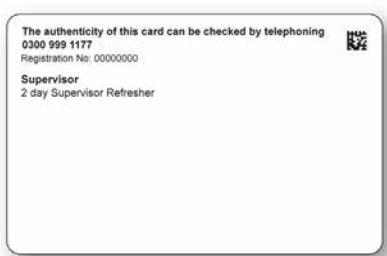 The authenticity of this card can be checked by telephoning
0300 999 1177
Registration No: 00000000
Supervisor
2 day Supervisor Refresher